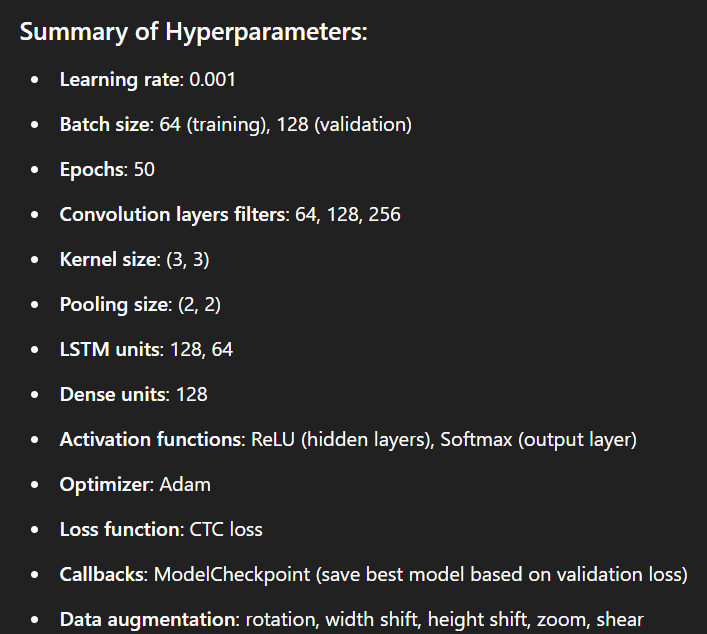 Summary of Hyperparameters:
• Learning rate: 0.001
• Batch size: 64 (training), 128 (validation)
• Epochs: 50
• Convolution layers filters: 64, 128, 256
• Kernel size: (3, 3)
• Pooling size: (2, 2)
• LSTM units: 128, 64
• Dense units: 128
• Activation functions: ReLU (hidden layers), Softmax (output layer)
• Optimizer: Adam
• Loss function: CTC loss
• Callbacks: ModelCheckpoint (save best model based on validation loss)
• Data augmentation: rotation, width shift, height shift, zoom, shear